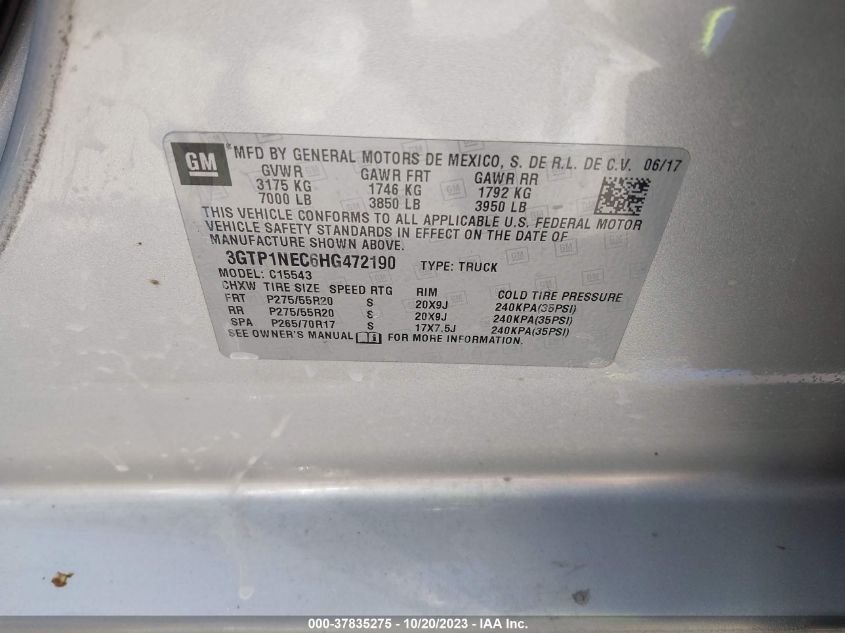 GM *MFD BY GENERAL MOTORS DE MEXICO, S. DE R.L. DE C.V. 06/17
GVWR GAWR FRT GAWR RR
3175 KG 1746 KG 1792 KG
7000 LB 3850 LB 3950 LB
THIS VEHICLE CONFORMS TO ALL APPLICABLE U.S. FEDERAL MOTOR
VEHICLE SAFETY STANDARDS IN EFFECT ON THE DATE OF
MANUFACTURE SHOWN ABOVE.
3GTP1NEC6HG472190 TYPE: TRUCK
MODEL: C15543
CHXW TIRE SIZE SPEED RTG RIM COLD TIRE PRESSURE
FRT P275/55R20 S 20X9J 240KPA(35PSI)
RR P275/55R20 S 20X9J 240KPA(35PSI)
SPA P265/70R17 S 17X7.5J 240KPA(35PSI)
SEE OWNER'S MANUAL FOR MORE INFORMATION.
000-37835275 - 10/20/2023 - IAA Inc.